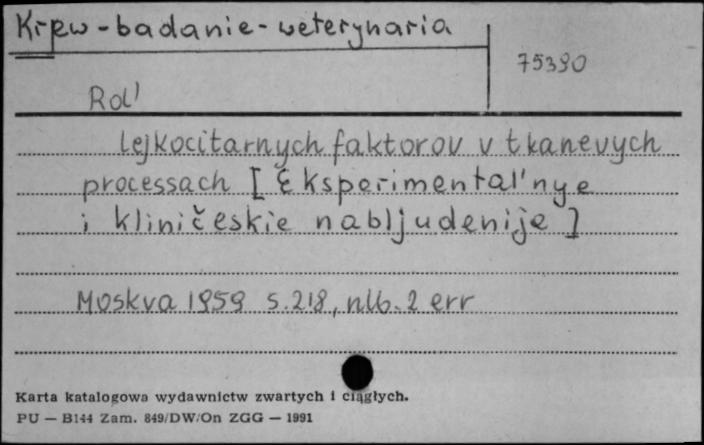 Krew - badanie - weterynaria
75390
Rol'
lejkocitarnych faktorov v tkanevych
processach [Eksperimental'nye
i kliničeskie nabljudenije]
Moskva 1959 s. 218, nlb. 2 err
Karta katalogowa wydawnictw zwartych i ciągłych.
PU — B144 Zam. 849/DW/On ZGG — 1991